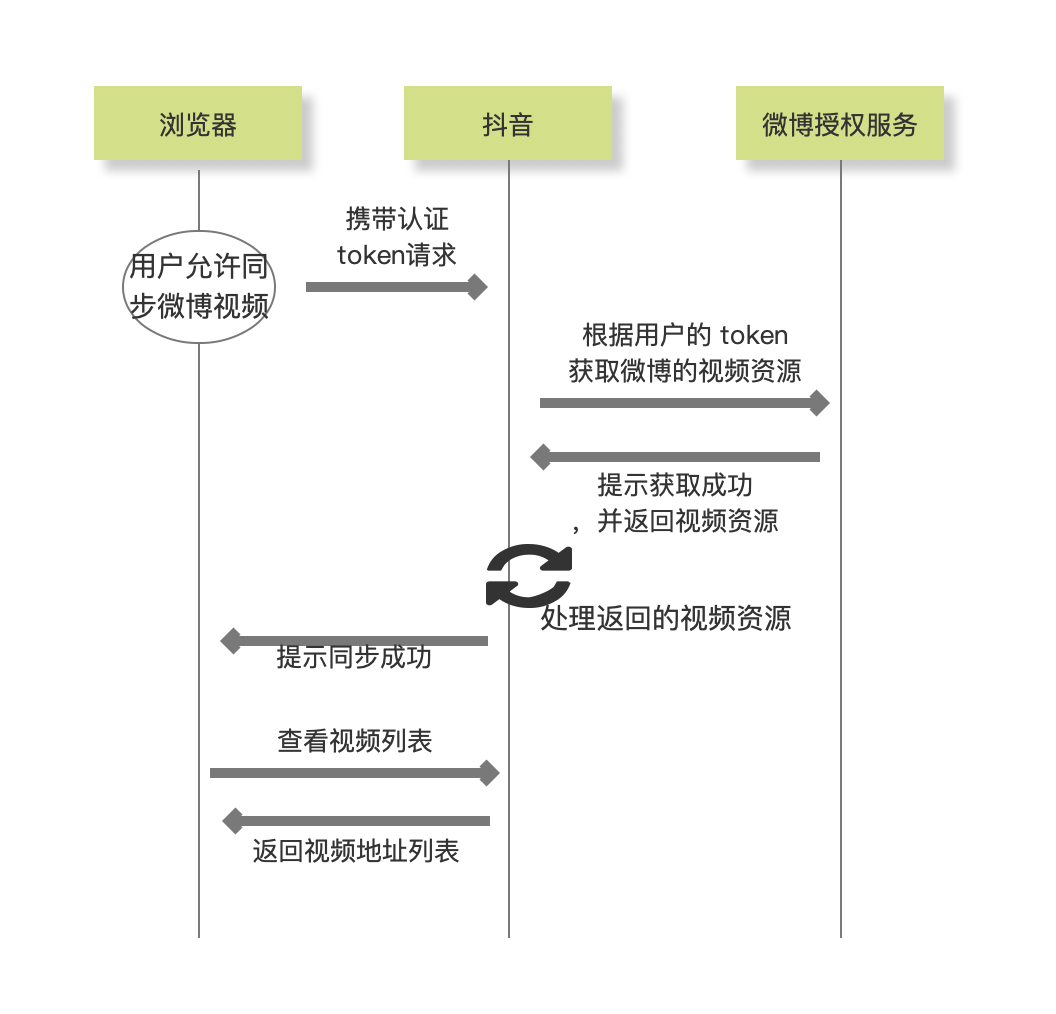 浏览器
抖音
微博授权服务
携带认证
token请求
用户允许同
步微博视频
根据用户的 token
获取微博的视频资源
提示获取成功
，并返回视频资源
处理返回的视频资源
提示同步成功
查看视频列表
返回视频地址列表